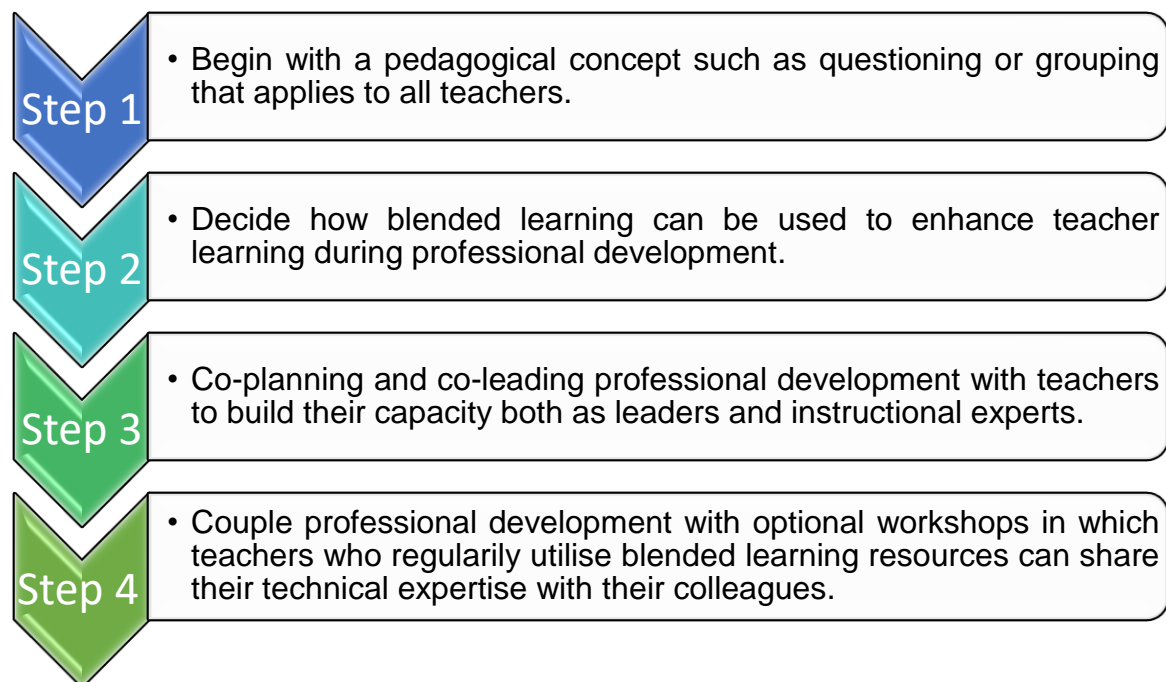 Step 1
• Begin with a pedagogical concept such as questioning or grouping
that applies to all teachers.
Step 2
• Decide how blended learning can be used to enhance teacher
learning during professional development.
Step 3
• Co-planning and co-leading professional development with teachers
to build their capacity both as leaders and instructional experts.
Step 4
• Couple professional development with optional workshops in which
teachers who regularily utilise blended learning resources can share
their technical expertise with their colleagues.